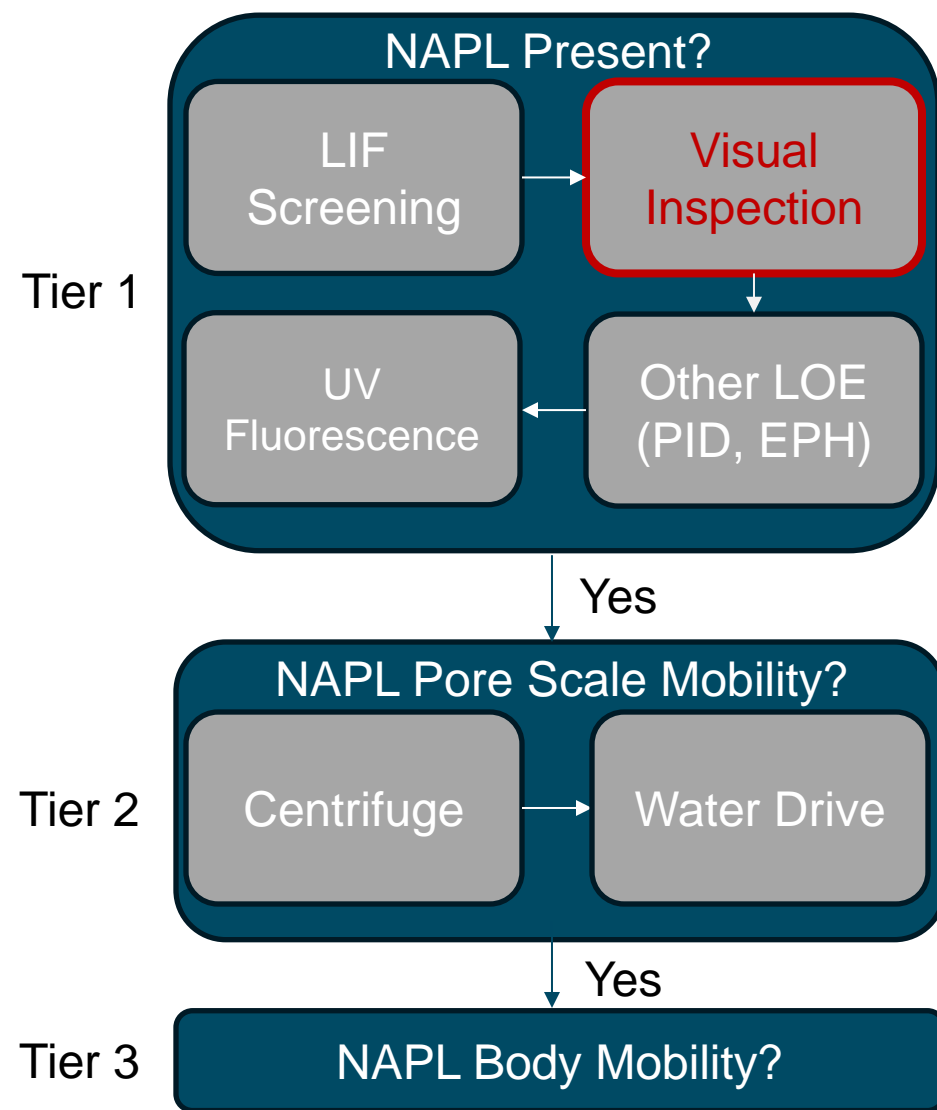 NAPL Present?
LIF
Screening
Visual
Inspection
Tier 1
UV
Fluorescence
Other LOE
(PID, EPH)
Yes
NAPL Pore Scale Mobility?
Tier 2
Centrifuge
Water Drive
Yes
Tier 3
NAPL Body Mobility?